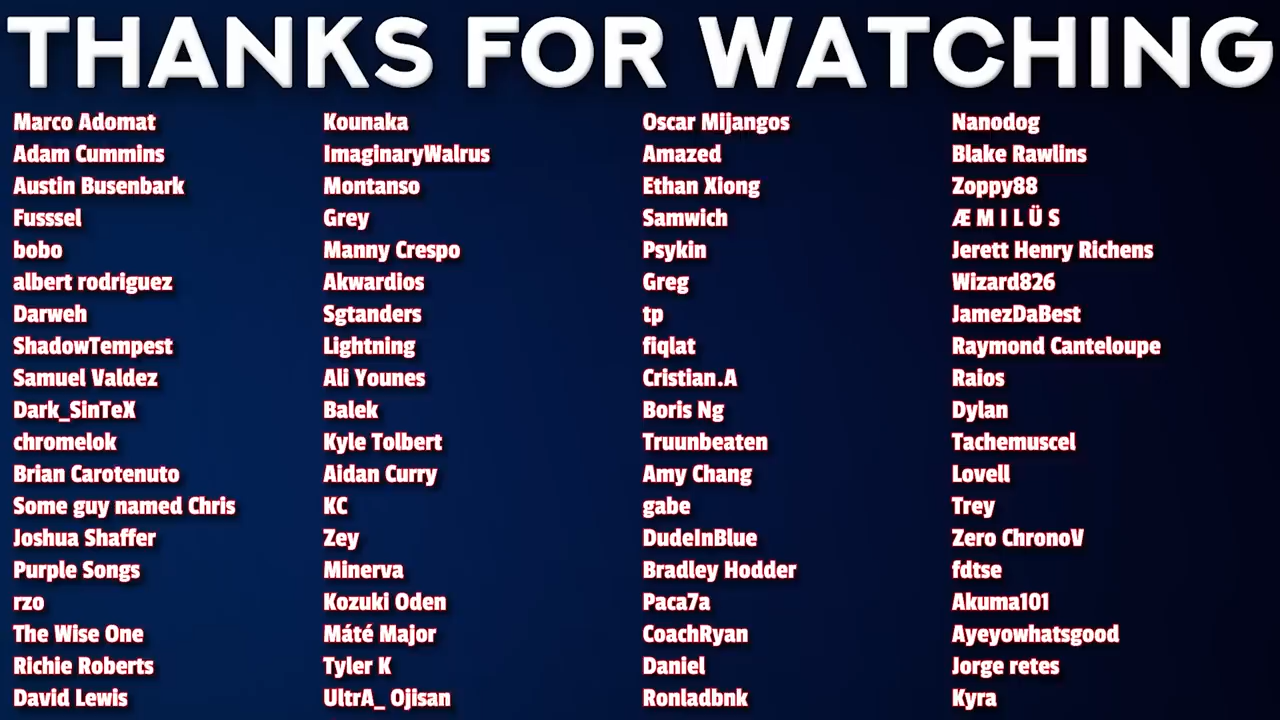 THANKS FOR WATCHING
Marco Adomat
Adam Cummins
Austin Busenbark
Fusssel
bobo
albert rodriguez
Darweh
ShadowTempest
Samuel Valdez
Dark_SinTeX
chromelok
Brian Carotenuto
Some guy named Chris
Joshua Shaffer
Purple Songs
rzo
The Wise One
Richie Roberts
David Lewis
Kounaka
ImaginaryWalrus
Montanso
Grey
Manny Crespo
Akwardios
Sgtanders
Lightning
Ali Younes
Balek
Kyle Tolbert
Aidan Curry
KC
Zey
Minerva
Kozuki Oden
Máté Major
Tyler K
UltrA_ Ojisan
Oscar Mijangos
Amazed
Ethan Xiong
Samwich
Psykin
Greg
tp
fiqlat
Cristian.A
Boris Ng
Truunbeaten
Amy Chang
gabe
DudeInBlue
Bradley Hodder
Paca7a
CoachRyan
Daniel
Ronladbnk
Nanodog
Blake Rawlins
Zoppy88
Æ M I L Ü S
Jerett Henry Richens
Wizard826
JamezDaBest
Raymond Canteloupe
Raios
Dylan
Tachemuscel
Lovell
Trey
Zero ChronoV
fdtse
Akuma101
Ayeyowhatsgood
Jorge retes
Kyra